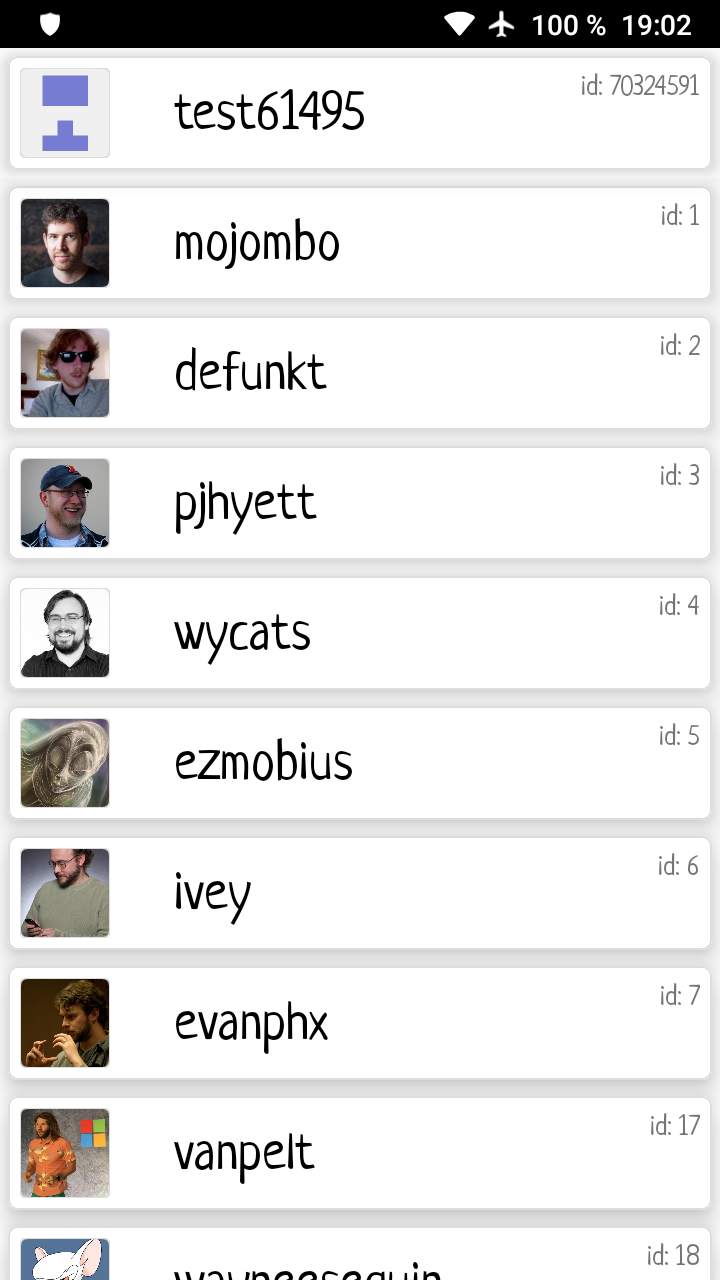 100 % 19:02
test61495 id: 70324591
mojombo id: 1
defunkt id: 2
pjhyett id: 3
wycats id: 4
ezmobius id: 5
ivey id: 6
evanphx id: 7
vanpelt id: 17
wayneeseguin id: 18